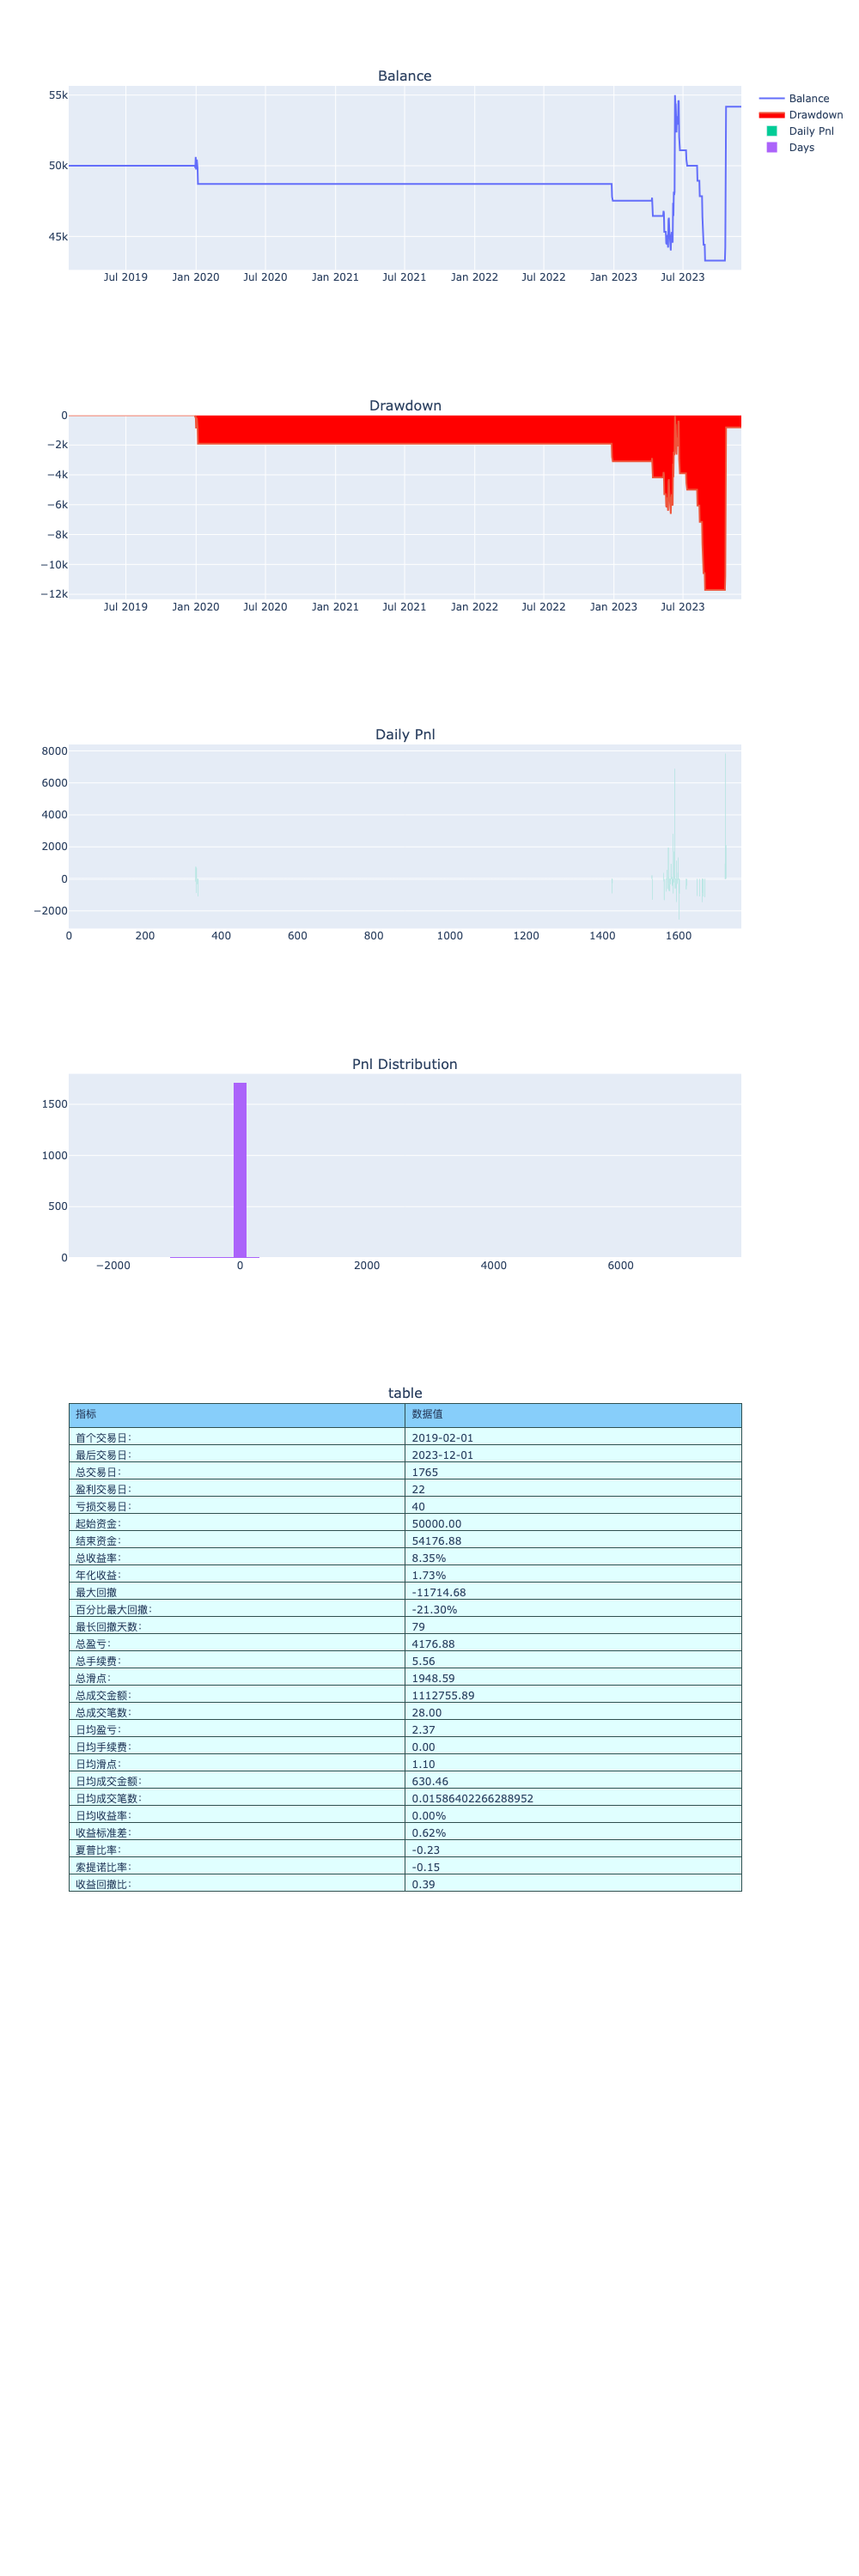 Balance
55k
50k
45k
Jul 2019 Jan 2020 Jul 2020 Jan 2021 Jul 2021 Jan 2022 Jul 2022 Jan 2023 Jul 2023
Balance
Drawdown
Daily Pnl
Days
Drawdown
0
−2k
−4k
−6k
−8k
−10k
−12k
Jul 2019 Jan 2020 Jul 2020 Jan 2021 Jul 2021 Jan 2022 Jul 2022 Jan 2023 Jul 2023
Daily Pnl
8000
6000
4000
2000
0
−2000
0 200 400 600 800 1000 1200 1400 1600
Pnl Distribution
1500
1000
500
0
−2000 0 2000 4000 6000
table
指标 数据值
首个交易日: 2019-02-01
最后交易日: 2023-12-01
总交易日: 1765
盈利交易日: 22
亏损交易日: 40
起始资金: 50000.00
结束资金: 54176.88
总收益率: 8.35%
年化收益: 1.73%
最大回撤 -11714.68
百分比最大回撤: -21.30%
最长回撤天数: 79
总盈亏: 4176.88
总手续费: 5.56
总滑点: 1948.59
总成交金额: 1112755.89
总成交笔数: 28.00
日均盈亏: 2.37
日均手续费: 0.00
日均滑点: 1.10
日均成交金额: 630.46
日均成交笔数: 0.01586402266288952
日均收益率: 0.00%
收益标准差: 0.62%
夏普比率: -0.23
索提诺比率: -0.15
收益回撤比: 0.39